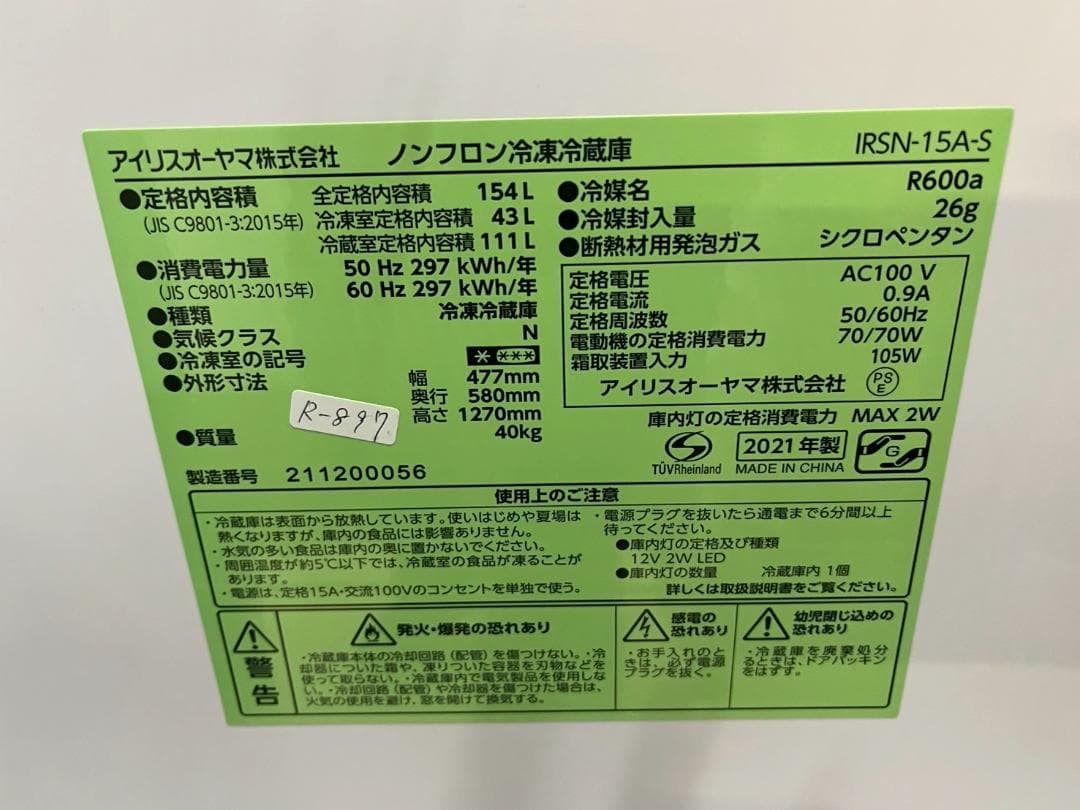 アイリスオーヤマ株式会社 ノンフロン冷凍冷蔵庫 IRSN-15A-S
●定格内容積 全定格内容積 154 L
(JIS C9801-3:2015年) 冷凍室定格内容積 43 L
冷蔵室定格内容積 111 L
●消費電力量 50 Hz 297 kWh/年
(JIS C9801-3:2015年) 60 Hz 297 kWh/年
●種類 冷凍冷蔵庫
●気候クラス N
●冷凍室の記号
●外形寸法 幅 477mm
奥行 580mm
高さ 1270mm
●質量 40kg
R-897
製造番号 211200056
●冷媒名 R600a
●冷媒封入量 26g
●断熱材用発泡ガス シクロペンタン
定格電圧 AC100 V
定格電流 0.9A
定格周波数 50/60Hz
電動機の定格消費電力 70/70W
霜取装置入力 105W
アイリスオーヤマ株式会社 PSE
庫内灯の定格消費電力 MAX 2W
TÜVRheinland
2021年製
MADE IN CHINA
G
使用上のご注意
・冷蔵庫は表面から放熱しています。使いはじめや夏場は
熱くなりますが、庫内の食品には影響ありません。
・水気の多い食品は庫内の奥に置かないでください。
・周囲温度が約5℃以下では、冷蔵室の食品が凍ることが
あります。
・電源は、定格15A・交流100Vのコンセントを単独で使う。
・電源プラグを抜いたら通電まで6分間以上
待ってください。
●庫内灯の定格及び種類
12V 2W LED
●庫内灯の数量 冷蔵庫内 1個
詳しくは取扱説明書をご覧ください。
警告
発火・爆発の恐れあり
・冷蔵庫本体の冷却回路（配管）を傷つけない。・冷
却器についた霜や、凍りついた容器を刃物などを
使って取らない。・冷蔵庫内で電気製品を使用しな
い。・冷却回路（配管）や冷却器を傷つけた場合は、
火気の使用を避け、窓を開けて換気する。
感電の
恐れあり
・お手入れのと
きは、必ず電源
プラグを抜く。
幼児閉じ込めの
恐れあり
・冷蔵庫を廃棄処分
るときは、ドアパッキン
をはずす。